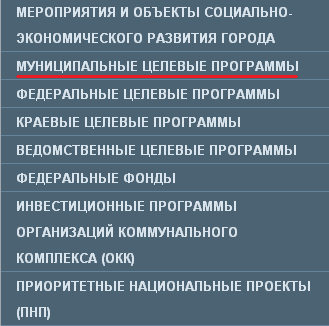 МЕРОПРИЯТИЯ И ОБЪЕКТЫ СОЦИАЛЬНО-
ЭКОНОМИЧЕСКОГО РАЗВИТИЯ ГОРОДА
МУНИЦИПАЛЬНЫЕ ЦЕЛЕВЫЕ ПРОГРАММЫ
ФЕДЕРАЛЬНЫЕ ЦЕЛЕВЫЕ ПРОГРАММЫ
КРАЕВЫЕ ЦЕЛЕВЫЕ ПРОГРАММЫ
ВЕДОМСТВЕННЫЕ ЦЕЛЕВЫЕ ПРОГРАММЫ
ФЕДЕРАЛЬНЫЕ ФОНДЫ
ИНВЕСТИЦИОННЫЕ ПРОГРАММЫ
ОРГАНИЗАЦИЙ КОММУНАЛЬНОГО
КОМПЛЕКСА (ОКК)
ПРИОРИТЕТНЫЕ НАЦИОНАЛЬНЫЕ ПРОЕКТЫ
(ПНП)